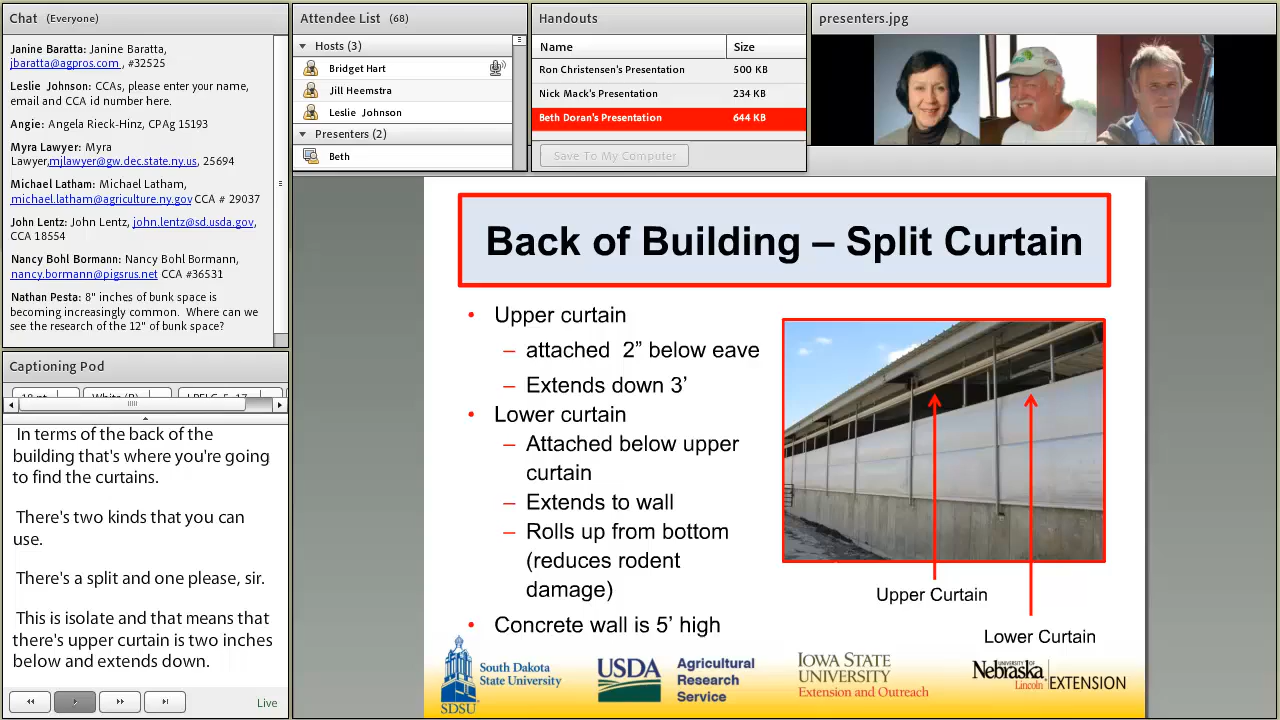 Chat (Everyone)
Janine Baratta: Janine Baratta,
jbaratta@agpros.com , #32525
Leslie Johnson: CCAs, please enter your name,
email and CCA id number here.
Angie: Angela Rieck-Hinz, CPAg 15193
Myra Lawyer: Myra
Lawyer,mjlawyer@gw.dec.state.ny.us, 25694
Michael Latham: Michael Latham,
michael.latham@agriculture.ny.gov CCA # 29037
John Lentz: John Lentz, john.lentz@sd.usda.gov,
CCA 18554
Nancy Bohl Bormann: Nancy Bohl Bormann,
nancy.bormann@pigsrus.net CCA #36531
Nathan Pesta: 8" inches of bunk space is
becoming increasingly common. Where can we
see the research of the 12" of bunk space?
Captioning Pod
In terms of the back of the
building that's where you're going
to find the curtains.
There's two kinds that you can
use.
There's a split and one please, sir.
This is isolate and that means that
there's upper curtain is two inches
below and extends down.
Live
Attendee List (68)
Hosts (3)
Bridget Hart
Jill Heemstra
Leslie Johnson
Presenters (2)
Beth
Handouts
Name Size
Ron Christensen's Presentation 500 KB
Nick Mack's Presentation 234 KB
Beth Doran's Presentation 644 KB
Save To My Computer
presenters.jpg
Back of Building – Split Curtain
• Upper curtain
– attached 2” below eave
– Extends down 3’
• Lower curtain
– Attached below upper
curtain
– Extends to wall
– Rolls up from bottom
(reduces rodent
damage)
• Concrete wall is 5’ high
Upper Curtain
Lower Curtain
SDSU
South Dakota
State University
USDA
Agricultural
Research
Service
IOWA STATE
UNIVERSITY
Extension and Outreach
UNIVERSITY OF
Nebraska
Lincoln
EXTENSION